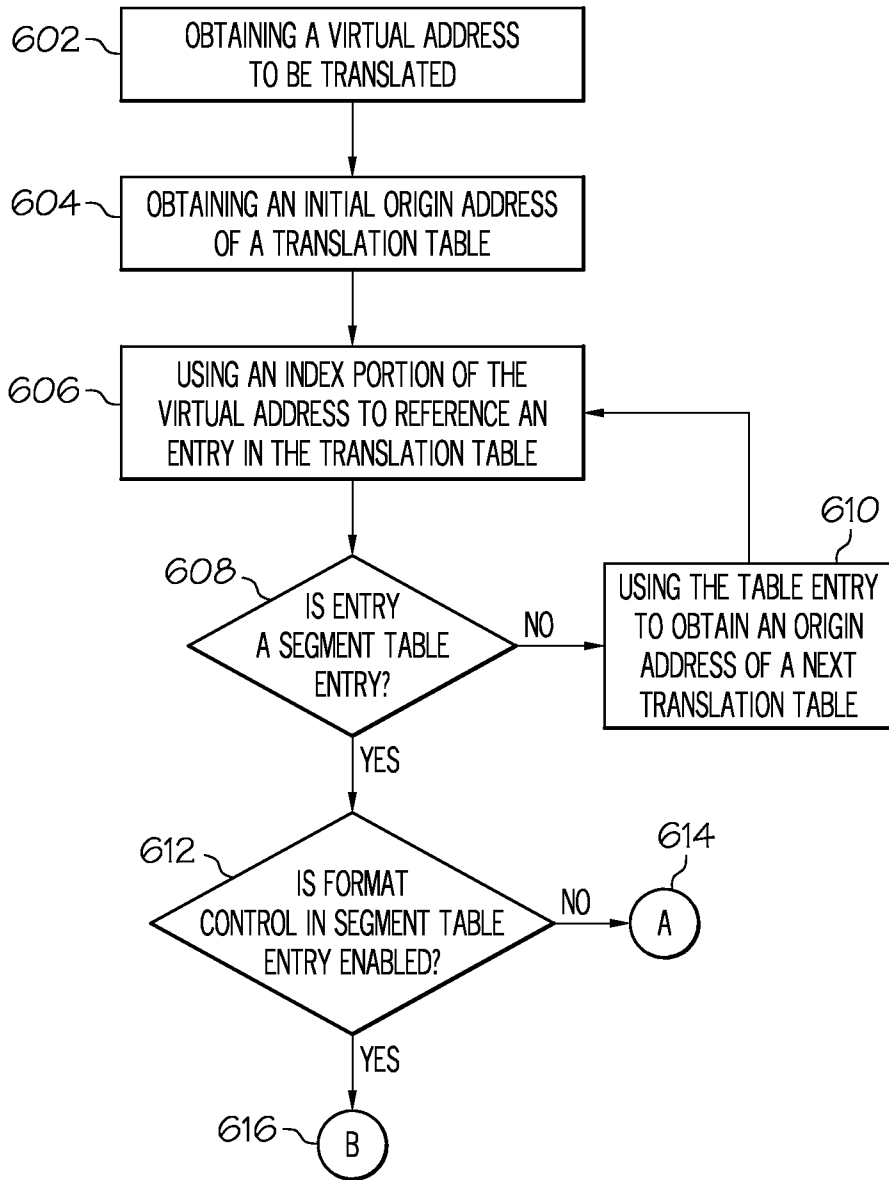 602
OBTAINING A VIRTUAL ADDRESS
TO BE TRANSLATED
604
OBTAINING AN INITIAL ORIGIN ADDRESS
OF A TRANSLATION TABLE
606
USING AN INDEX PORTION OF THE
VIRTUAL ADDRESS TO REFERENCE AN
ENTRY IN THE TRANSLATION TABLE
608
IS ENTRY
A SEGMENT TABLE
ENTRY?
NO
610
USING THE TABLE ENTRY
TO OBTAIN AN ORIGIN
ADDRESS OF A NEXT
TRANSLATION TABLE
YES
612
IS FORMAT
CONTROL IN SEGMENT TABLE
ENTRY ENABLED?
NO
614
A
YES
616
B